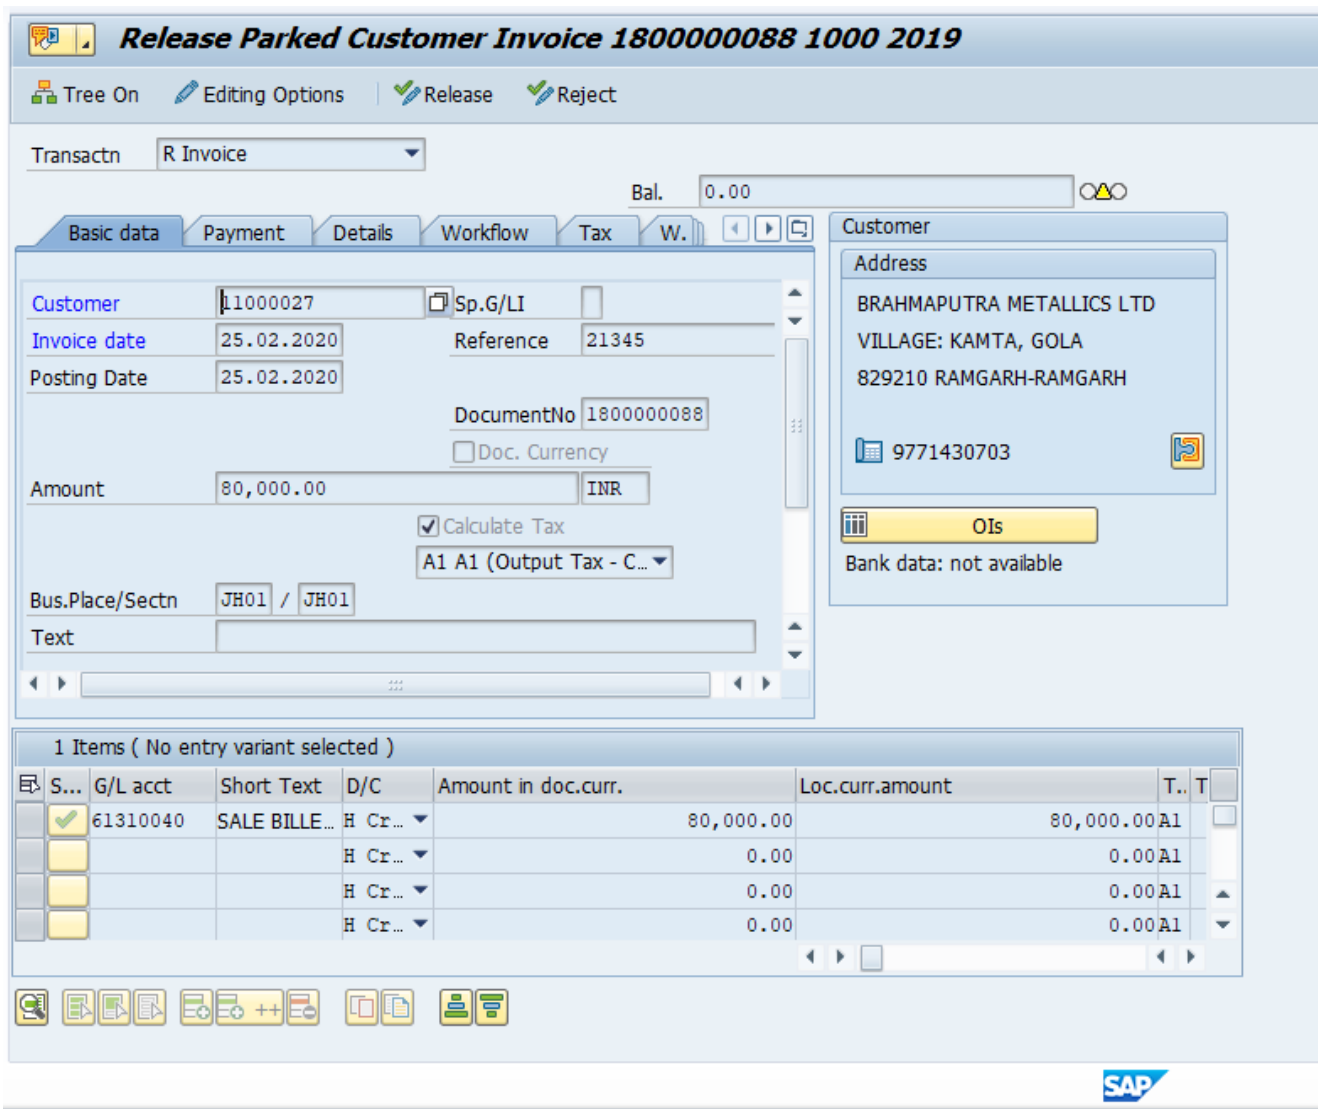 Release Parked Customer Invoice 1800000088 1000 2019
Tree On Editing Options Release Reject
Transactn R Invoice
Bal. 0.00
Basic data Payment Details Workflow Tax W.
Customer 11000027 Sp.G/LI
Invoice date 25.02.2020 Reference 21345
Posting Date 25.02.2020
DocumentNo 1800000088
Doc. Currency
Amount 80,000.00 INR
Calculate Tax
A1 A1 (Output Tax - C...
Bus.Place/Sectn JH01 / JH01
Text
Customer
Address
BRAHMAPUTRA METALLICS LTD
VILLAGE: KAMTA, GOLA
829210 RAMGARH-RAMGARH
9771430703
OIs
Bank data: not available
1 Items ( No entry variant selected )
S... G/L acct Short Text D/C Amount in doc.curr. Loc.curr.amount T.. T
61310040 SALE BILLE... H Cr... 80,000.00 80,000.00 A1
H Cr... 0.00 0.00 A1
H Cr... 0.00 0.00 A1
H Cr... 0.00 0.00 A1
++
SAP